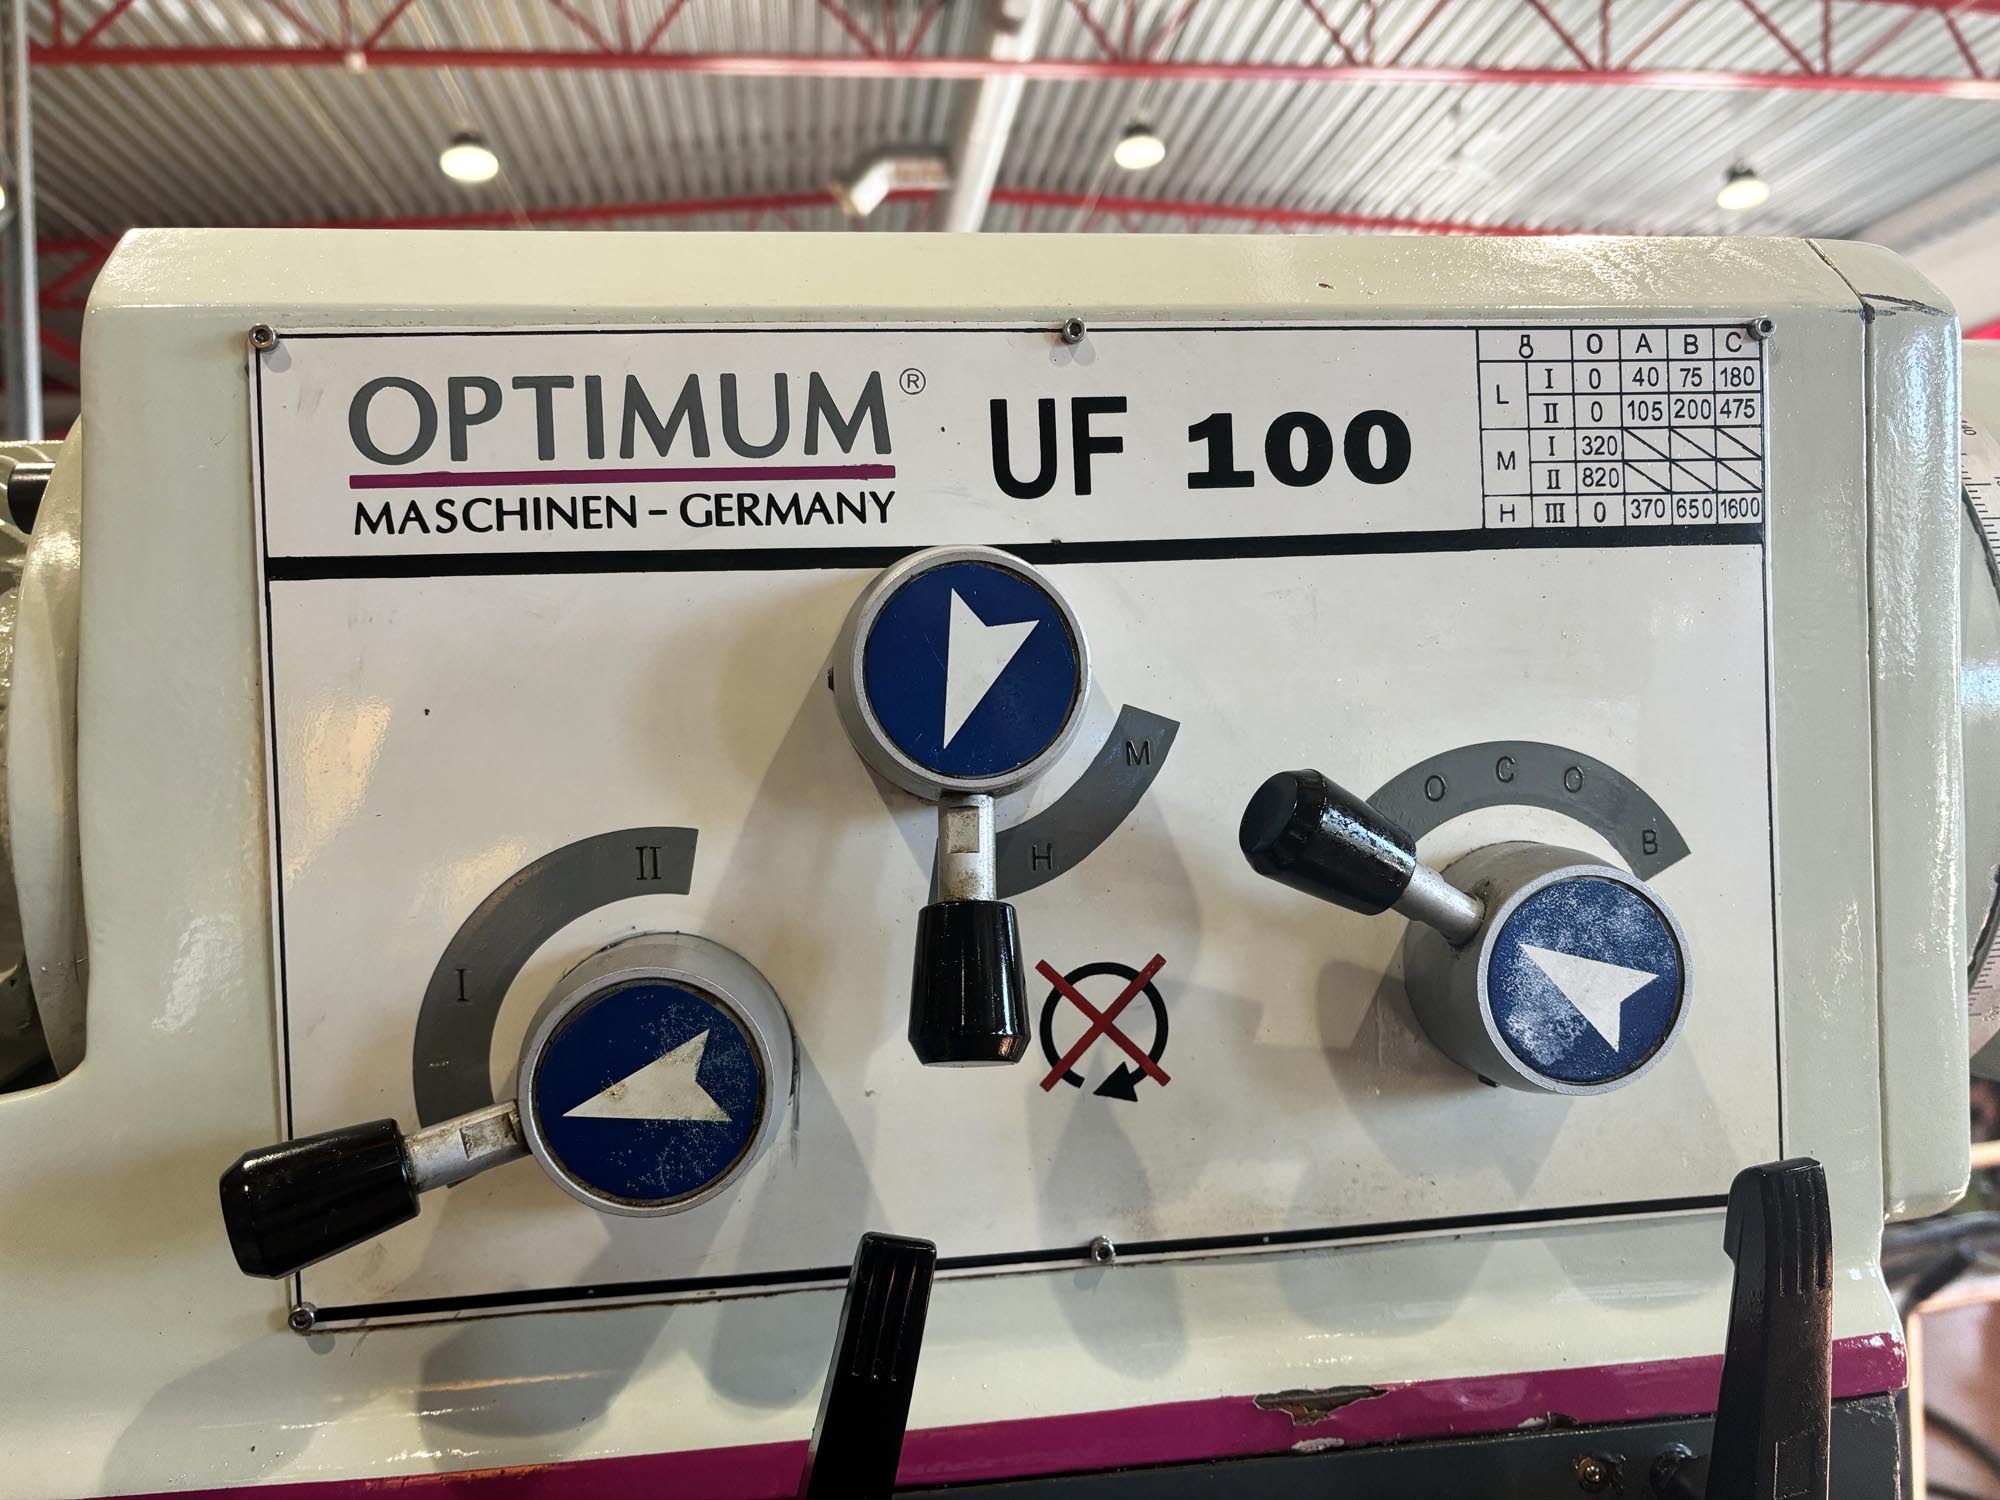 OPTIMUM®
MASCHINEN-GERMANY
UF 100
O A B C
L I 0 40 75 180
II 0 105 200 475
M I 320
II 820
H III 0 370 650 1600
M
H
O C O B
II
I